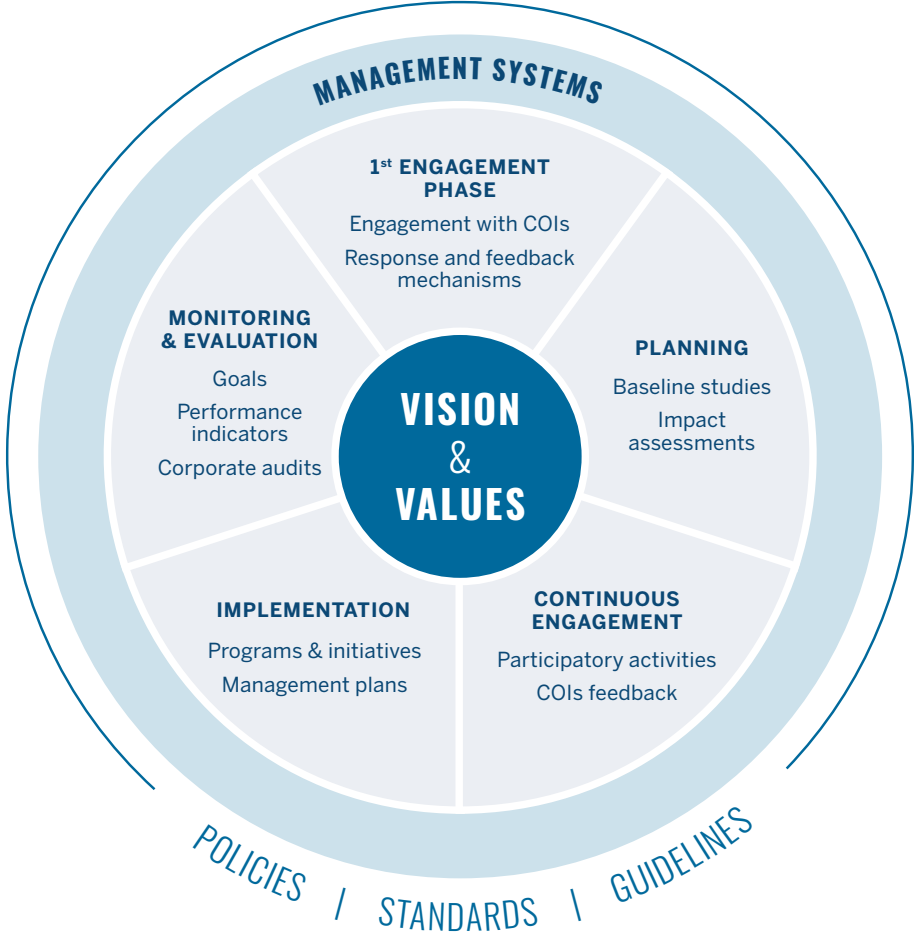 MANAGEMENT SYSTEMS
1st ENGAGEMENT
PHASE
Engagement with COIs
Response and feedback
mechanisms
PLANNING
Baseline studies
Impact
assessments
CONTINUOUS
ENGAGEMENT
Participatory activities
COIs feedback
IMPLEMENTATION
Programs & initiatives
Management plans
MONITORING
& EVALUATION
Goals
Performance
indicators
Corporate audits
VISION
&
VALUES
POLICIES | STANDARDS | GUIDELINES